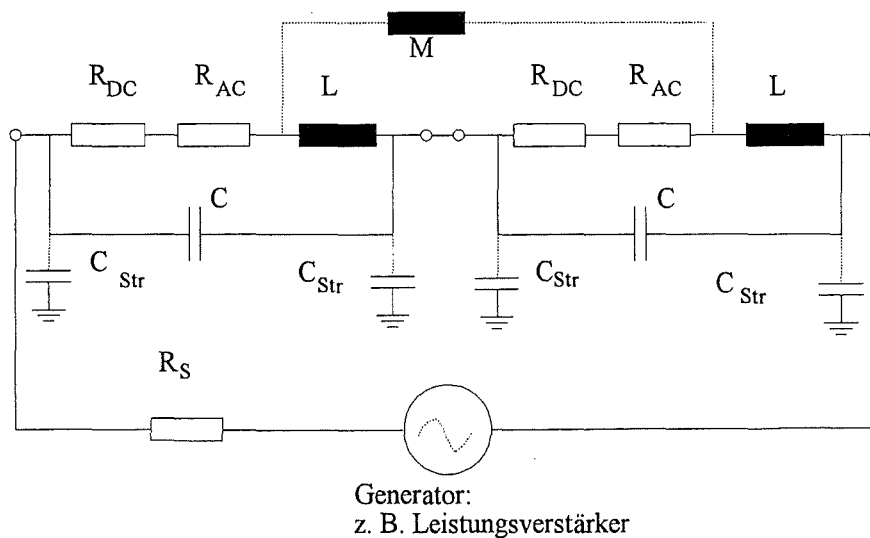 M
R_DC R_AC L R_DC R_AC L
C C
C_Str C_Str C_Str C_Str
R_S
Generator:
z. B. Leistungsverstärker